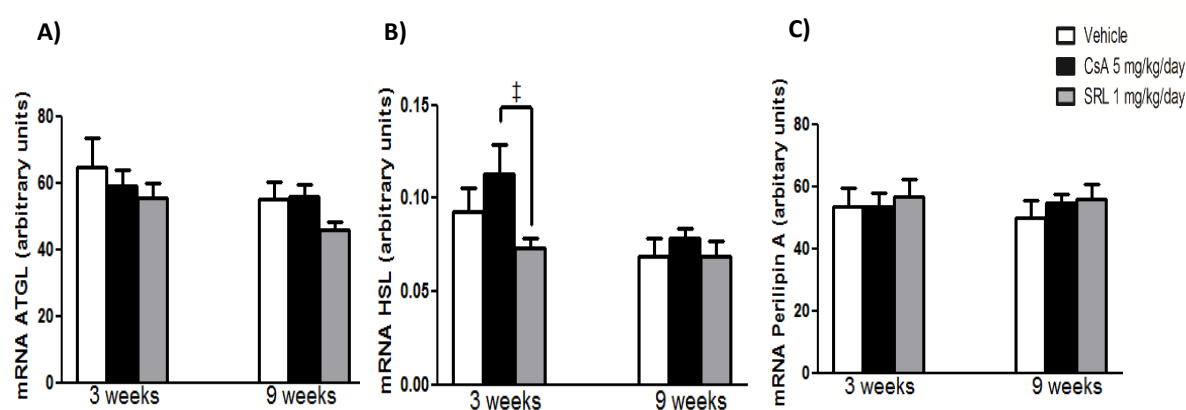 A)
mRNA ATGL (arbitrary units)
80
60
40
20
0
3 weeks
9 weeks
B)
mRNA HSL (arbitrary units)
0.15
0.10
0.05
0.00
‡
3 weeks
9 weeks
C)
mRNA Perilipin A (arbitary units)
80
60
40
20
0
3 weeks
9 weeks
Vehicle
CsA 5 mg/kg/day
SRL 1 mg/kg/day